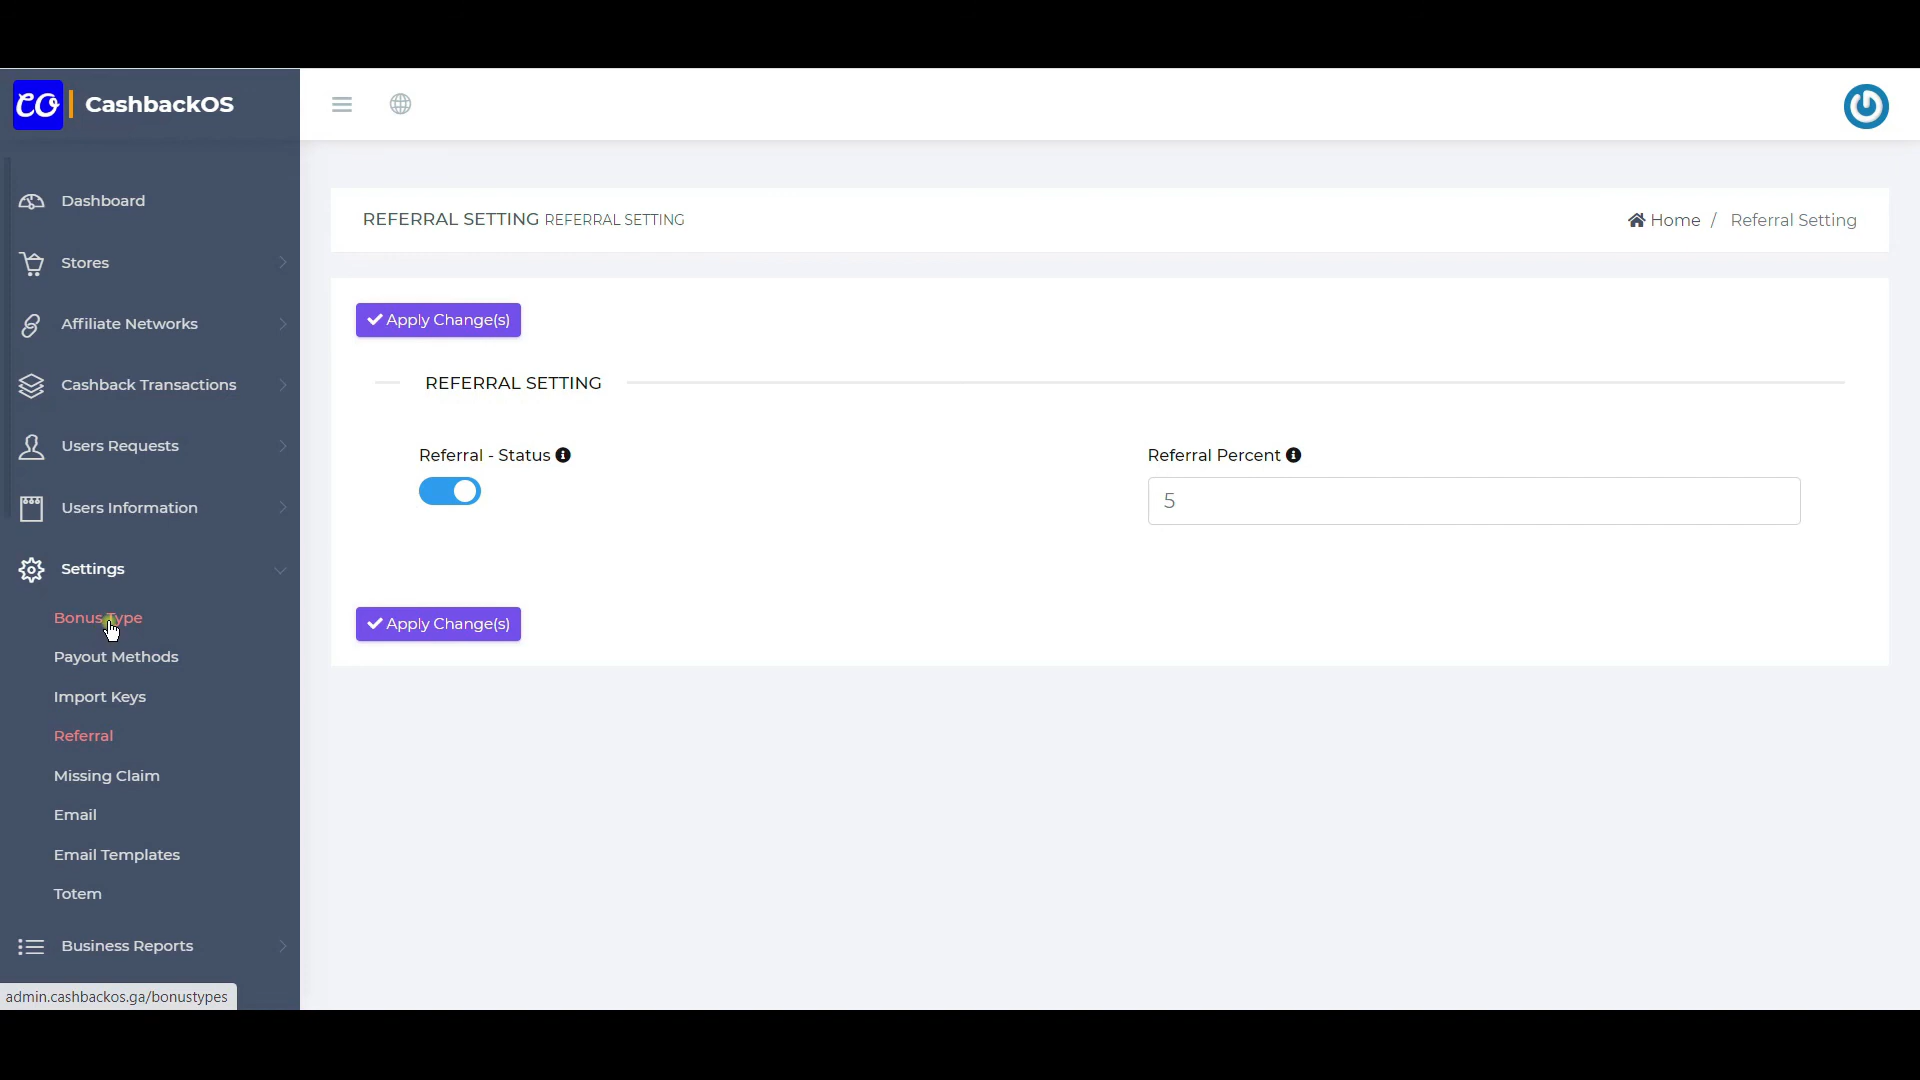 CO | CashbackOS
Dashboard
Stores
Affiliate Networks
Cashback Transactions
Users Requests
Users Information
Settings
Bonus Type
Payout Methods
Import Keys
Referral
Missing Claim
Email
Email Templates
Totem
Business Reports
admin.cashbackos.ga/bonustypes
REFERRAL SETTING REFERRAL SETTING
Home / Referral Setting
Apply Change(s)
REFERRAL SETTING
Referral - Status
Referral Percent
5
Apply Change(s)